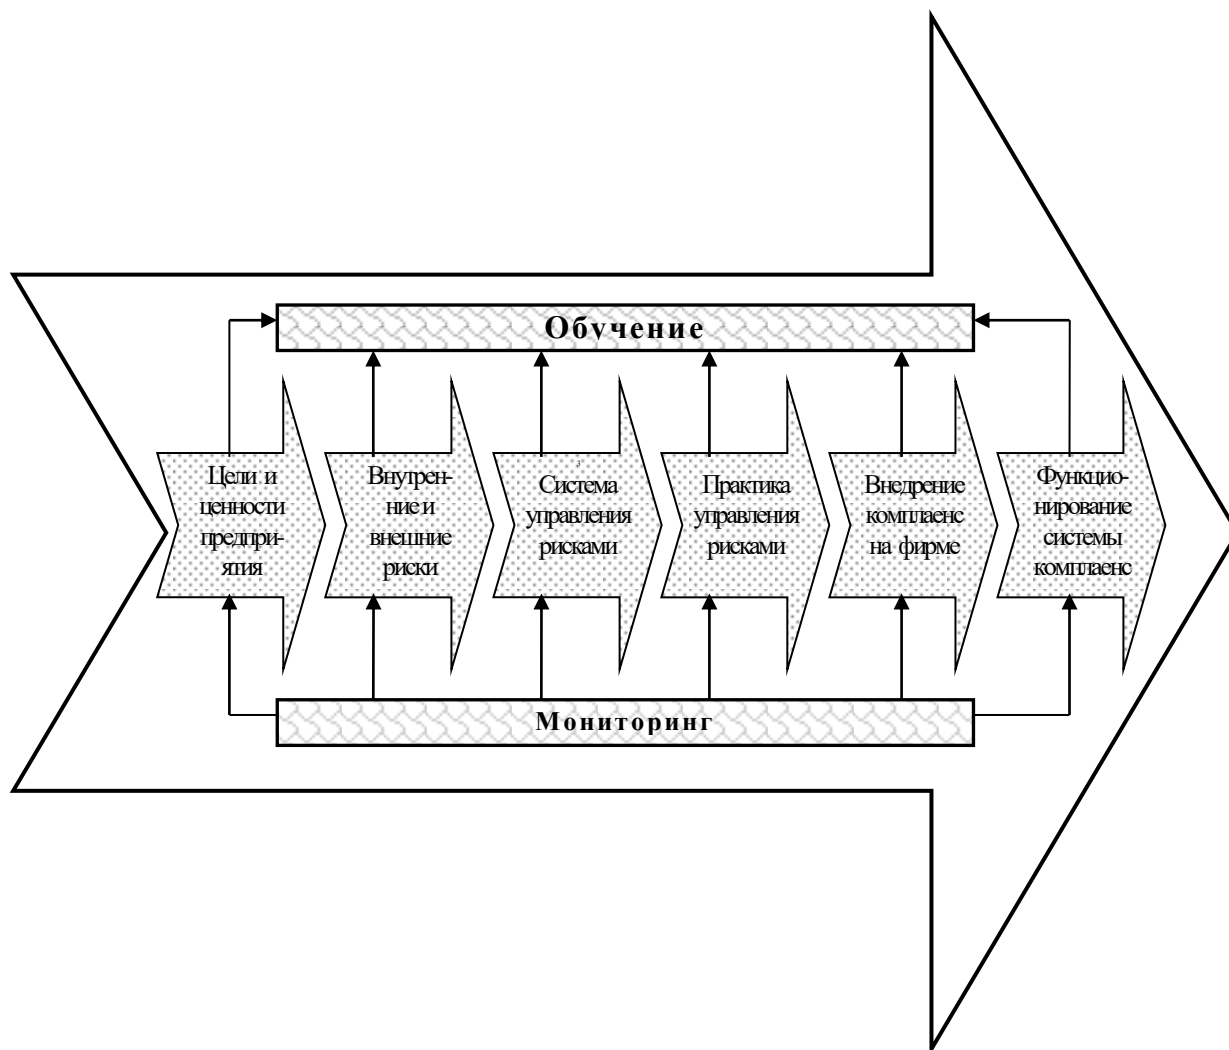 Обучение
Цели и
ценности
предпри-
ятия
Внутрен-
ние и
внешние
риски
3
Система
управления
рисками
Практика
управления
рисками
Внедрение
комплаенс
на фирме
Функцио-
нирование
системы
комплаенс
Мониторинг